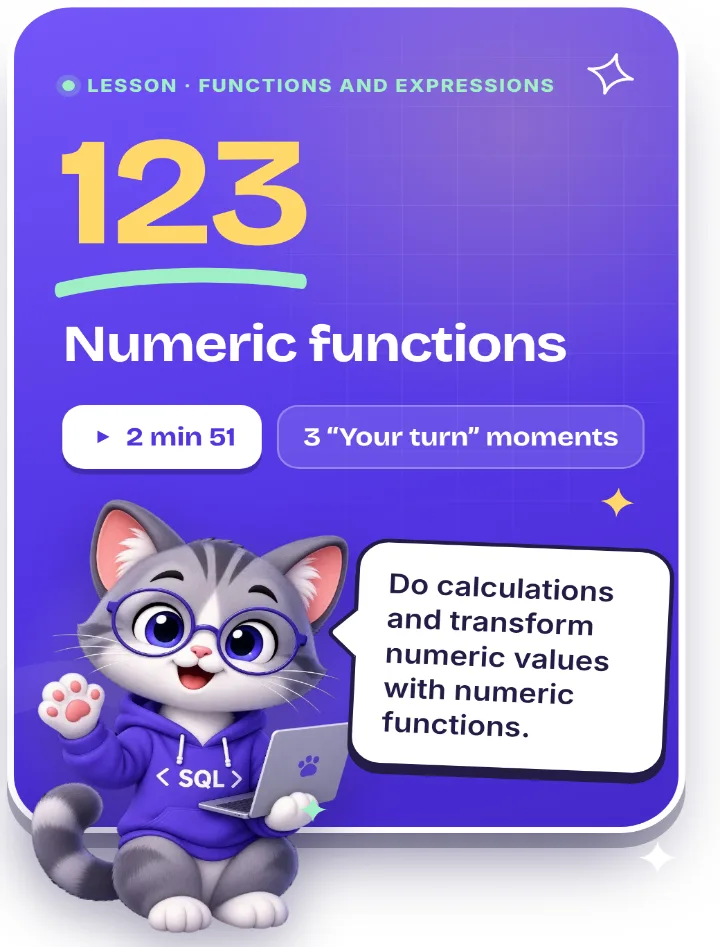 LESSON · FUNCTIONS AND EXPRESSIONS
123
Numeric functions
2 min 51
3 “Your turn” moments
Do calculations
and transform
numeric values
with numeric
functions.
< SQL >